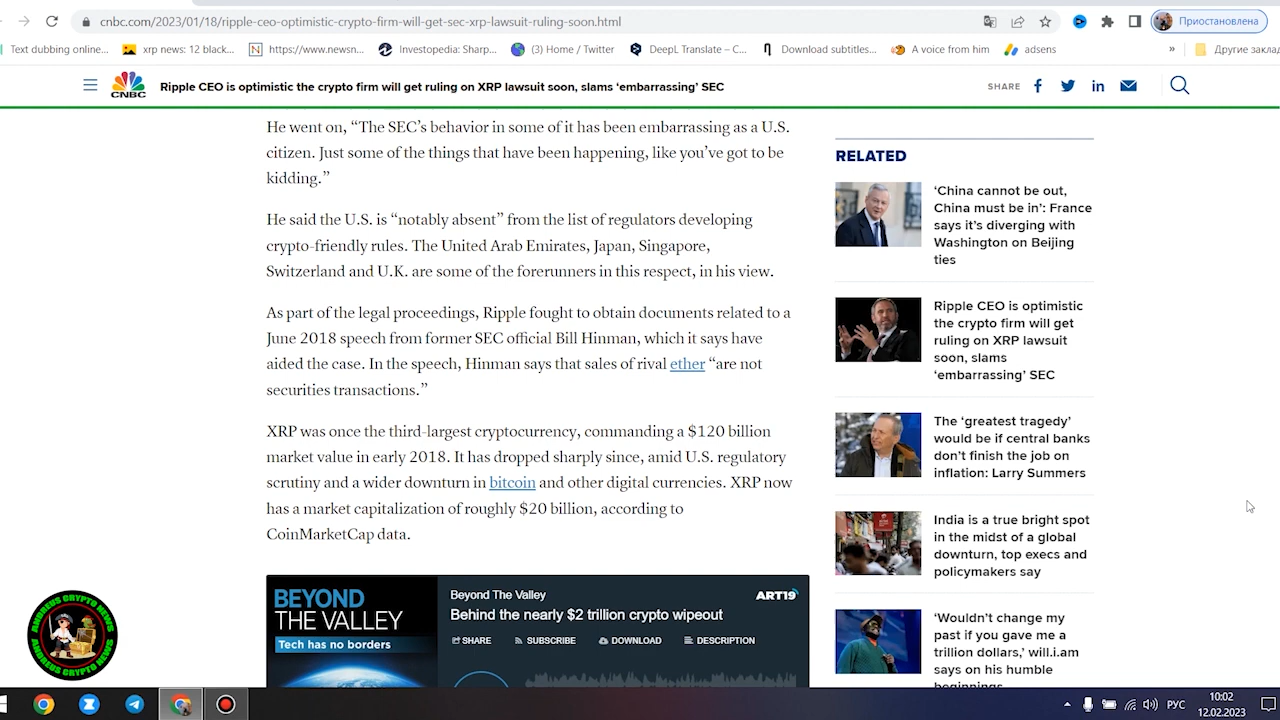 cnbc.com/2023/01/18/ripple-ceo-optimistic-crypto-firm-will-get-sec-xrp-lawsuit-ruling-soon.html
Приостановлена
Text dubbing online...
xrp news: 12 black...
https://www.newsn...
Investopedia: Sharp...
(3) Home / Twitter
DeepL Translate – C...
Download subtitles...
A voice from him
adsens
»
Другие заклад
CNBC
Ripple CEO is optimistic the crypto firm will get ruling on XRP lawsuit soon, slams ‘embarrassing’ SEC
SHARE
He went on, “The SEC’s behavior in some of it has been embarrassing as a U.S.
citizen. Just some of the things that have been happening, like you’ve got to be
kidding.”
He said the U.S. is “notably absent” from the list of regulators developing
crypto-friendly rules. The United Arab Emirates, Japan, Singapore,
Switzerland and U.K. are some of the forerunners in this respect, in his view.
As part of the legal proceedings, Ripple fought to obtain documents related to a
June 2018 speech from former SEC official Bill Hinman, which it says have
aided the case. In the speech, Hinman says that sales of rival ether “are not
securities transactions.”
XRP was once the third-largest cryptocurrency, commanding a $120 billion
market value in early 2018. It has dropped sharply since, amid U.S. regulatory
scrutiny and a wider downturn in bitcoin and other digital currencies. XRP now
has a market capitalization of roughly $20 billion, according to
CoinMarketCap data.
BEYOND
THE VALLEY
Tech has no borders
Beyond The Valley
Behind the nearly $2 trillion crypto wipeout
ART19
SHARE
SUBSCRIBE
DOWNLOAD
DESCRIPTION
RELATED
‘China cannot be out,
China must be in’: France
says it’s diverging with
Washington on Beijing
ties
Ripple CEO is optimistic
the crypto firm will get
ruling on XRP lawsuit
soon, slams
‘embarrassing’ SEC
The ‘greatest tragedy’
would be if central banks
don’t finish the job on
inflation: Larry Summers
India is a true bright spot
in the midst of a global
downturn, top execs and
policymakers say
‘Wouldn’t change my
past if you gave me a
trillion dollars,’ will.i.am
says on his humble
beginnings
ANDREUS CRYPTO NEWS
ANDREUS CRYPTO NEWS
РУС
10:02
12.02.2023